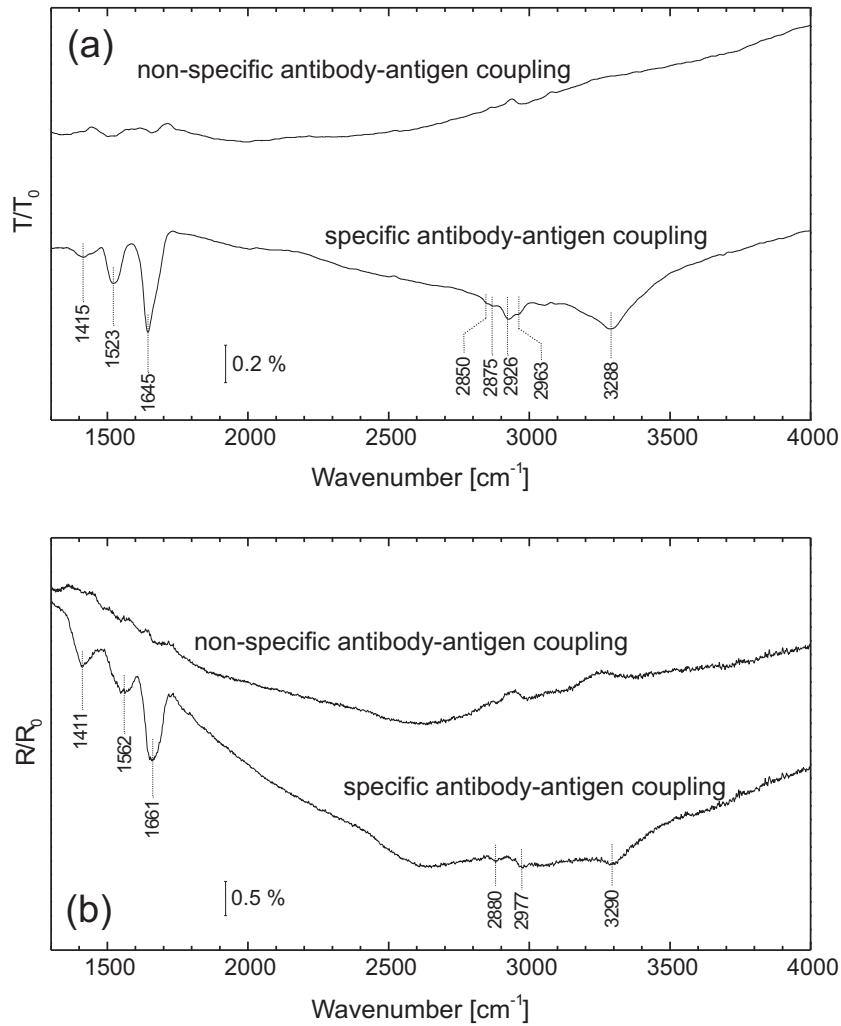 (a)
non-specific antibody-antigen coupling
T/T0
specific antibody-antigen coupling
1415
1523
1645
0.2 %
2850
2875
2926
2963
3288
1500 2000 2500 3000 3500 4000
Wavenumber [cm-1]
non-specific antibody-antigen coupling
R/R0
1411
1562
1661
specific antibody-antigen coupling
(b)
0.5 %
2880
2977
3290
1500 2000 2500 3000 3500 4000
Wavenumber [cm-1]